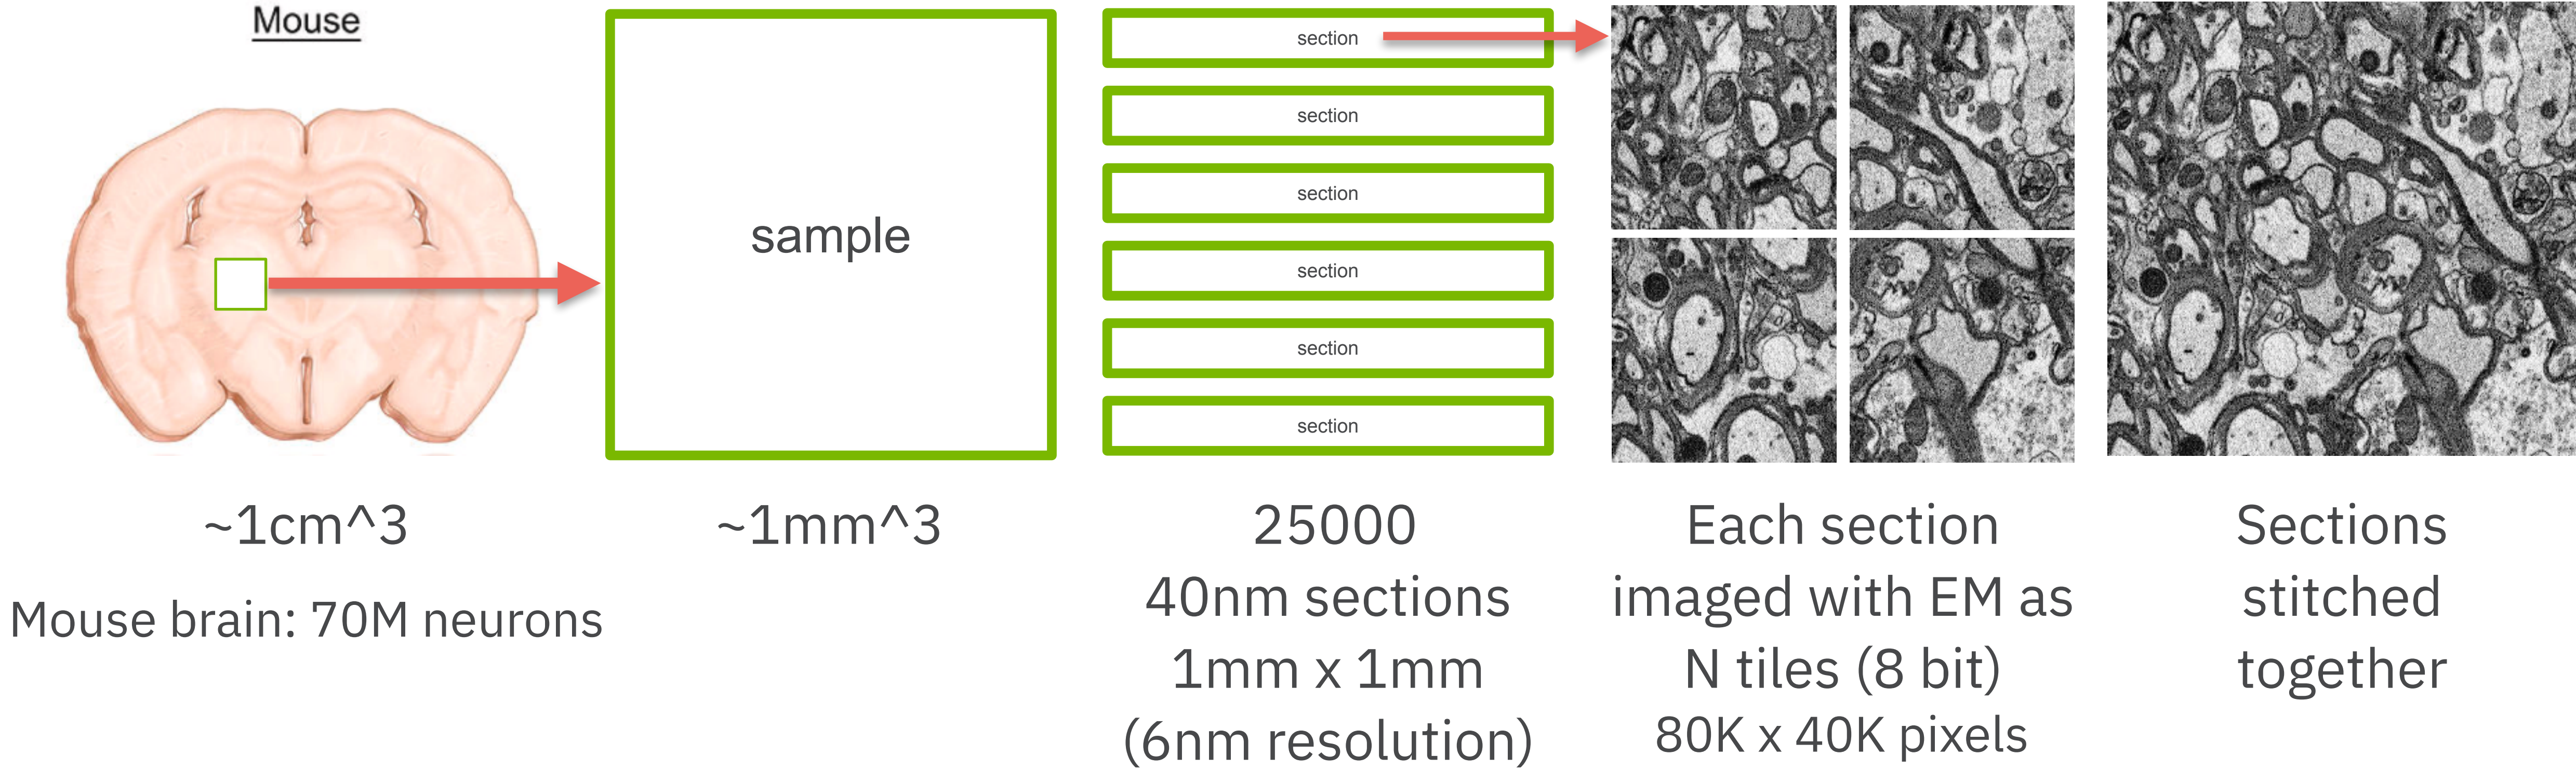 Mouse
sample
section
section
section
section
section
section
~1cm^3
Mouse brain: 70M neurons
~1mm^3
25000
40nm sections
1mm x 1mm
(6nm resolution)
Each section
imaged with EM as
N tiles (8 bit)
80K x 40K pixels
Sections
stitched
together